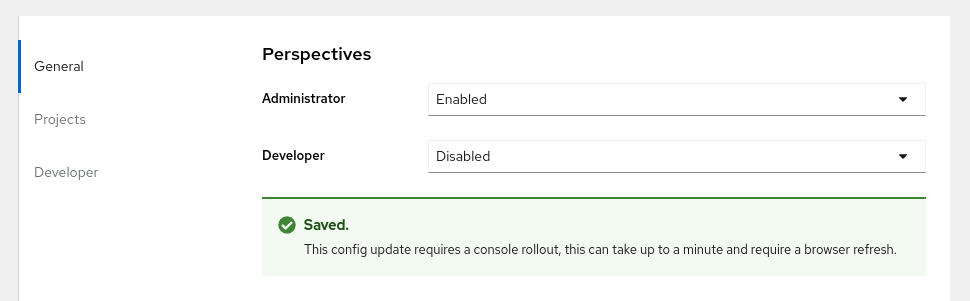 General
Projects
Developer
Perspectives
Administrator
Enabled
Developer
Disabled
Saved.
This config update requires a console rollout, this can take up to a minute and require a browser refresh.